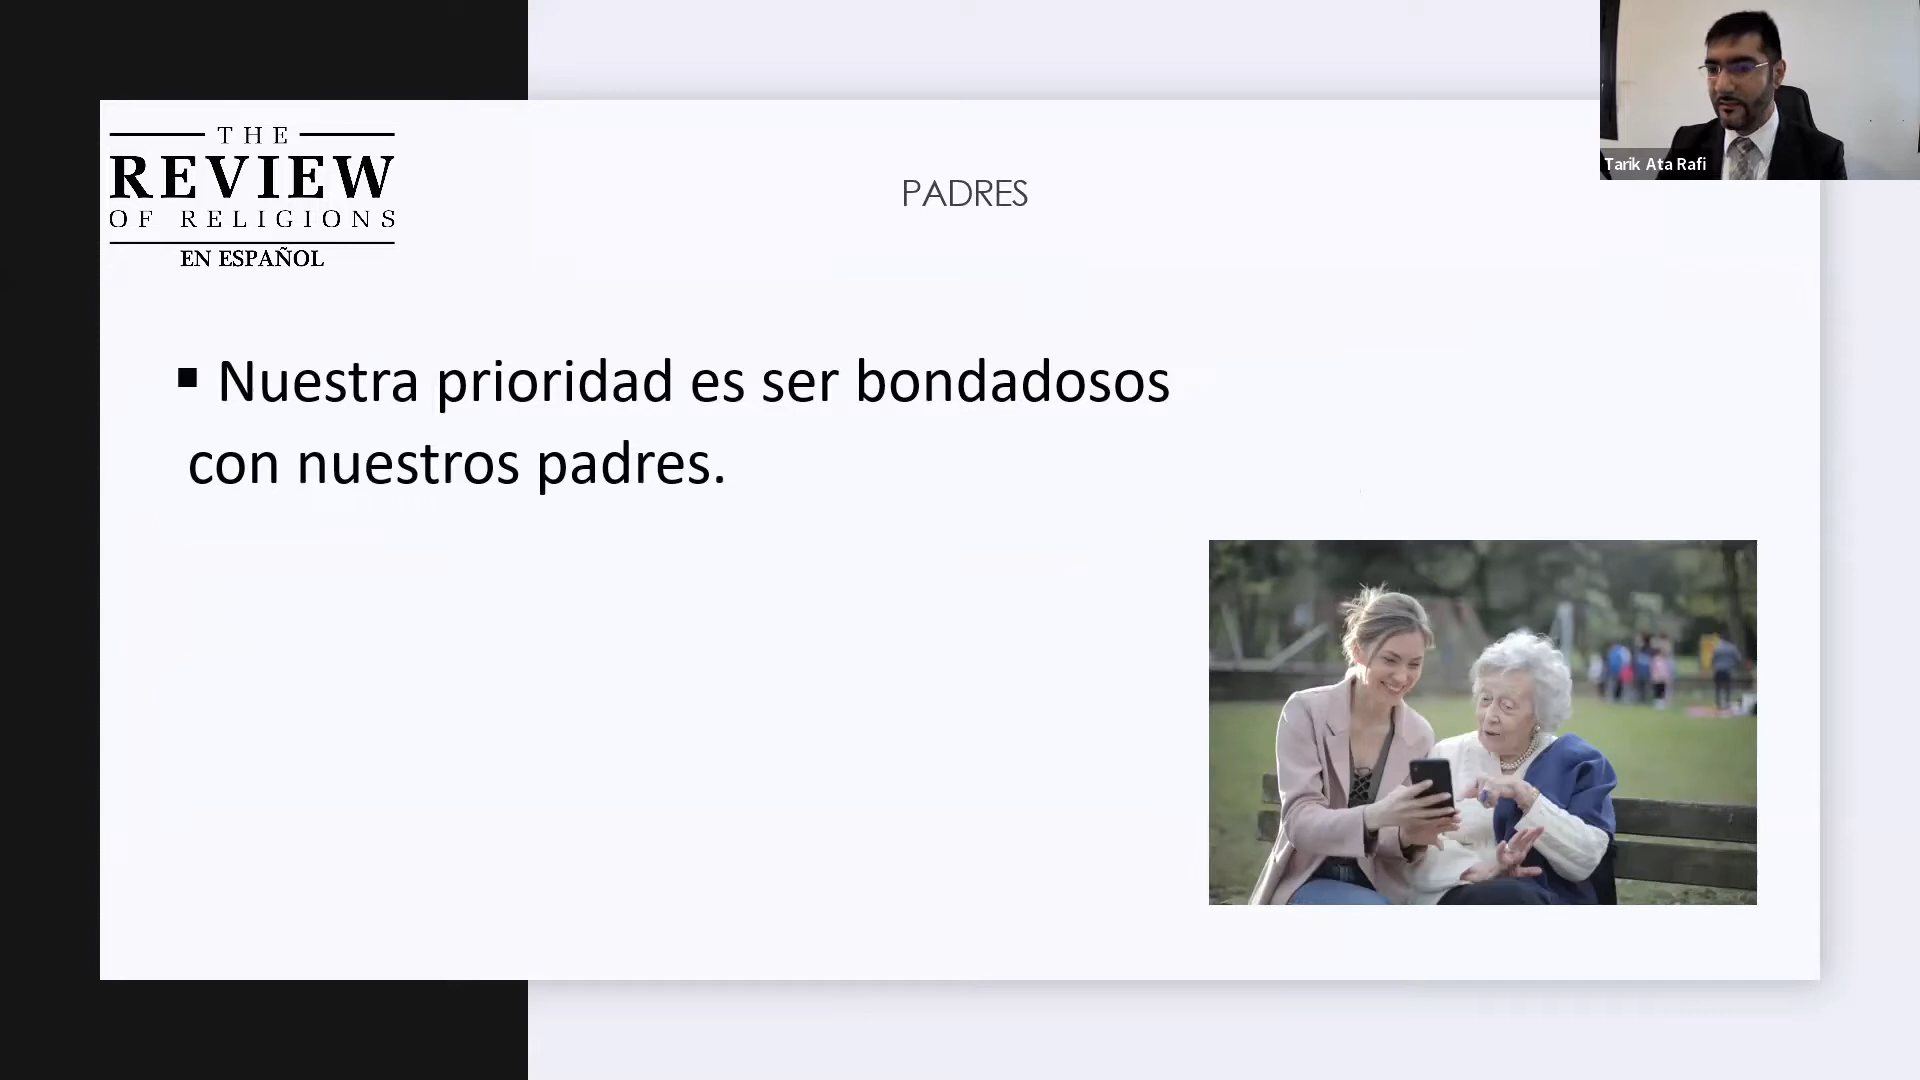 THE
REVIEW
OF RELIGIONS
EN ESPAÑOL
PADRES
Tarik Ata Rafi
▪ Nuestra prioridad es ser bondadosos
con nuestros padres.